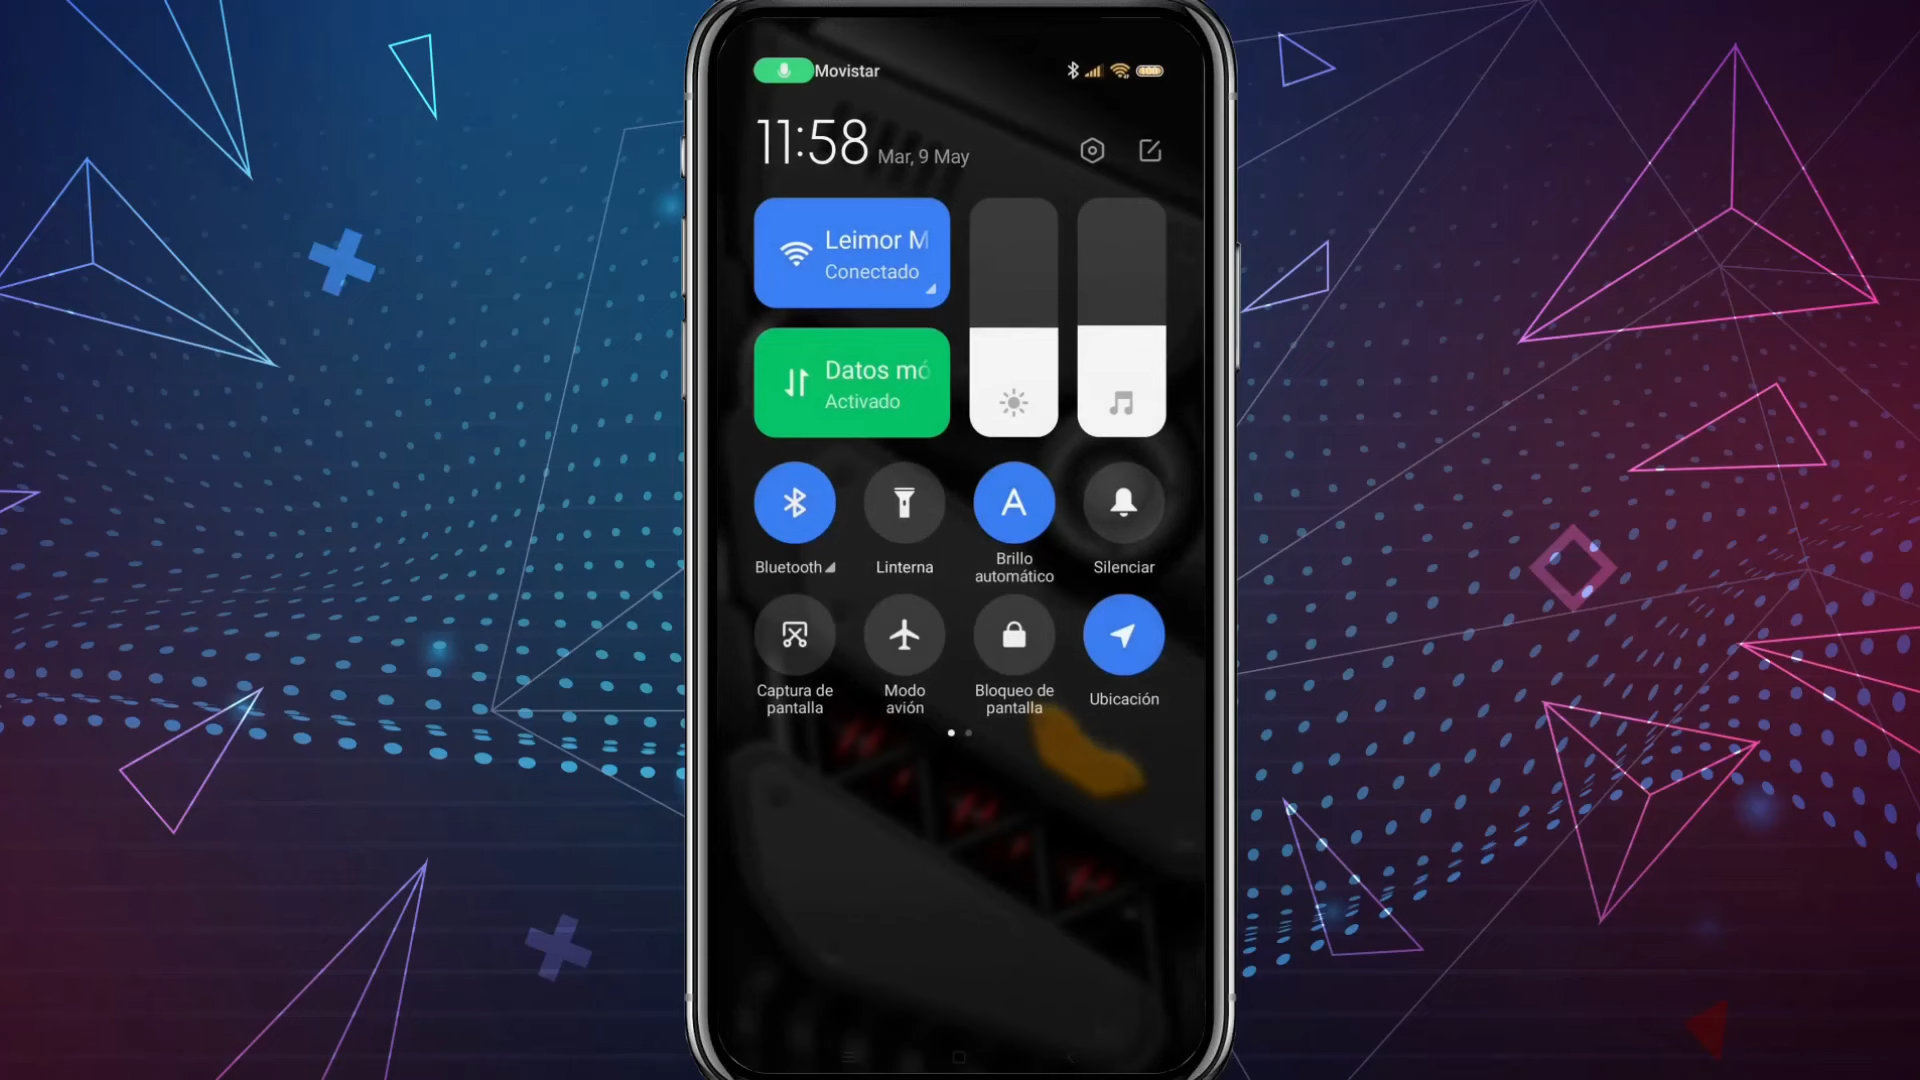 Movistar
100
11:58 Mar, 9 May
Leimor M
Conectado
Datos mó
Activado
Bluetooth
Linterna
Brillo
automático
Silenciar
Captura de
pantalla
Modo
avión
Bloqueo de
pantalla
Ubicación